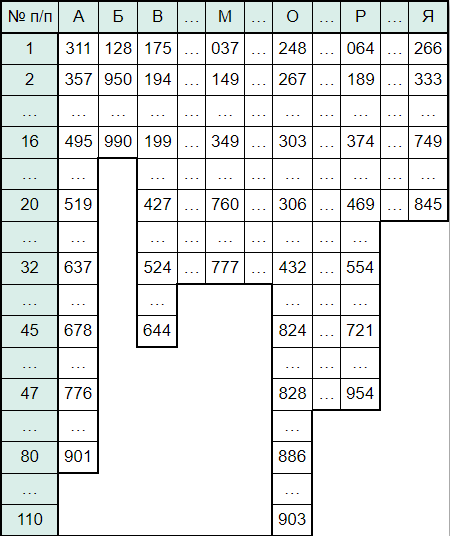 № п/п А Б В … М … О … Р … Я
1 311 128 175 … 037 … 248 … 064 … 266
2 357 950 194 … 149 … 267 … 189 … 333
… … … … … … … … … … … …
16 495 990 199 … 349 … 303 … 374 … 749
… … … … … … … … … … …
20 519 427 … 760 … 306 … 469 … 845
… … … … … … … … …
32 637 524 … 777 … 432 … 554
… … … … … …
45 678 644 824 … 721
… … … … …
47 776 828 … 954
… … …
80 901 886
… …
110 903